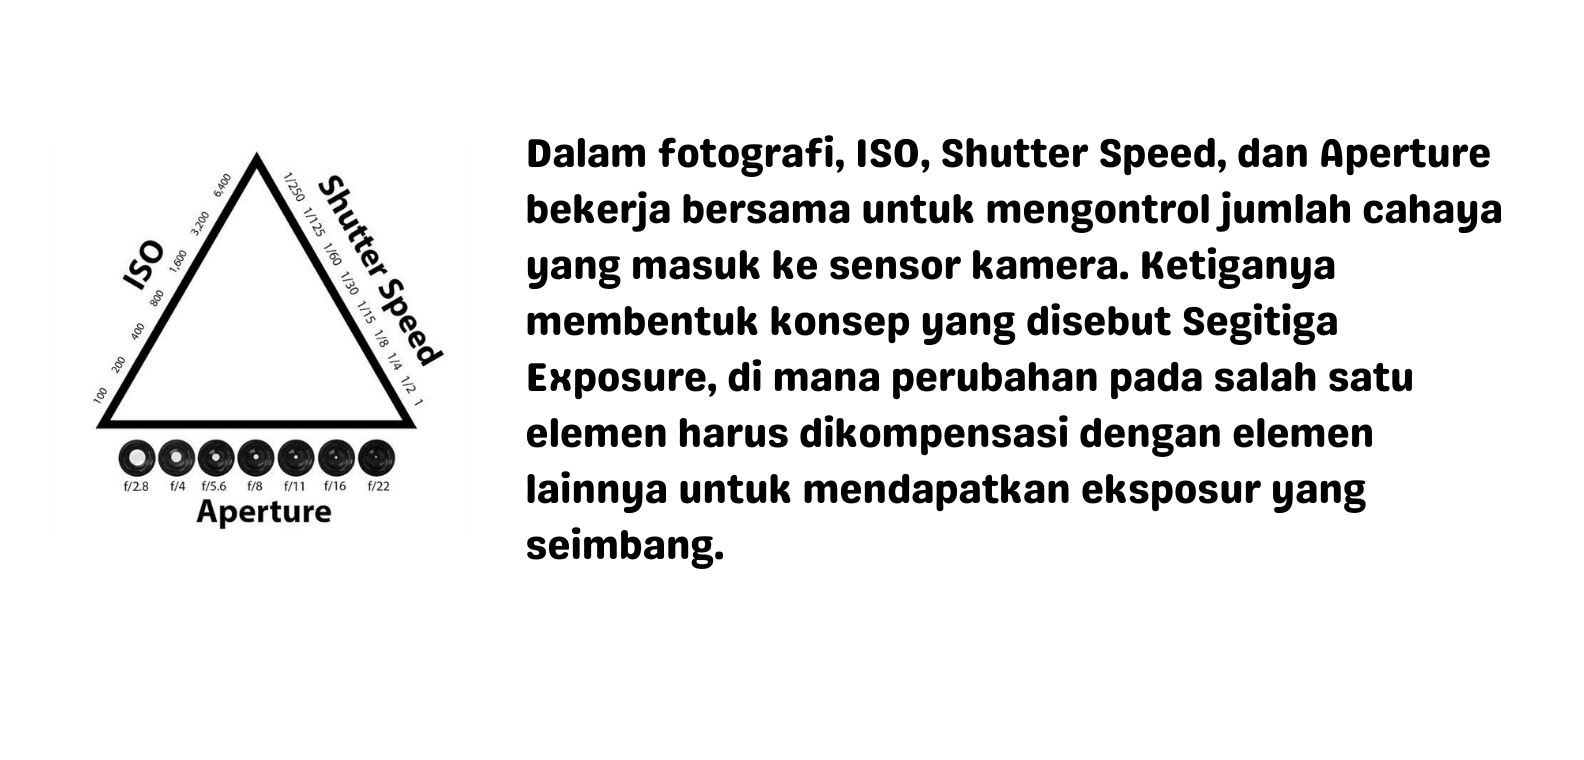 6,400
3,200
1,600
800
400
200
100
ISO
1/250
1/125
1/60
1/30
1/15
1/8
1/4
1/2
1
Shutter Speed
f/2.8 f/4 f/5.6 f/8 f/11 f/16 f/22
Aperture
Dalam fotografi, ISO, Shutter Speed, dan Aperture
bekerja bersama untuk mengontrol jumlah cahaya
yang masuk ke sensor kamera. Ketiganya
membentuk konsep yang disebut Segitiga
Exposure, di mana perubahan pada salah satu
elemen harus dikompensasi dengan elemen
lainnya untuk mendapatkan eksposur yang
seimbang.